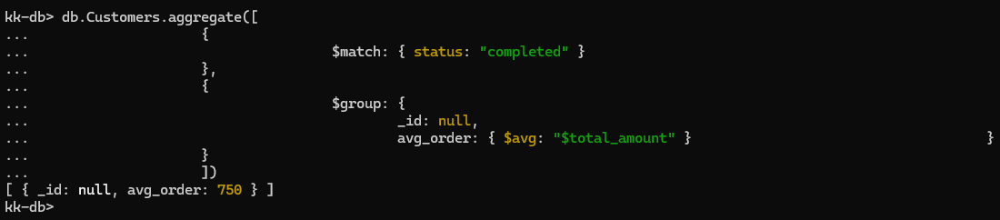 kk-db> db.Customers.aggregate([
... {
... $match: { status: "completed" }
... },
... {
... $group: {
... _id: null,
... avg_order: { $avg: "$total_amount" } }
... }
... ])
[ { _id: null, avg_order: 750 } ]
kk-db>